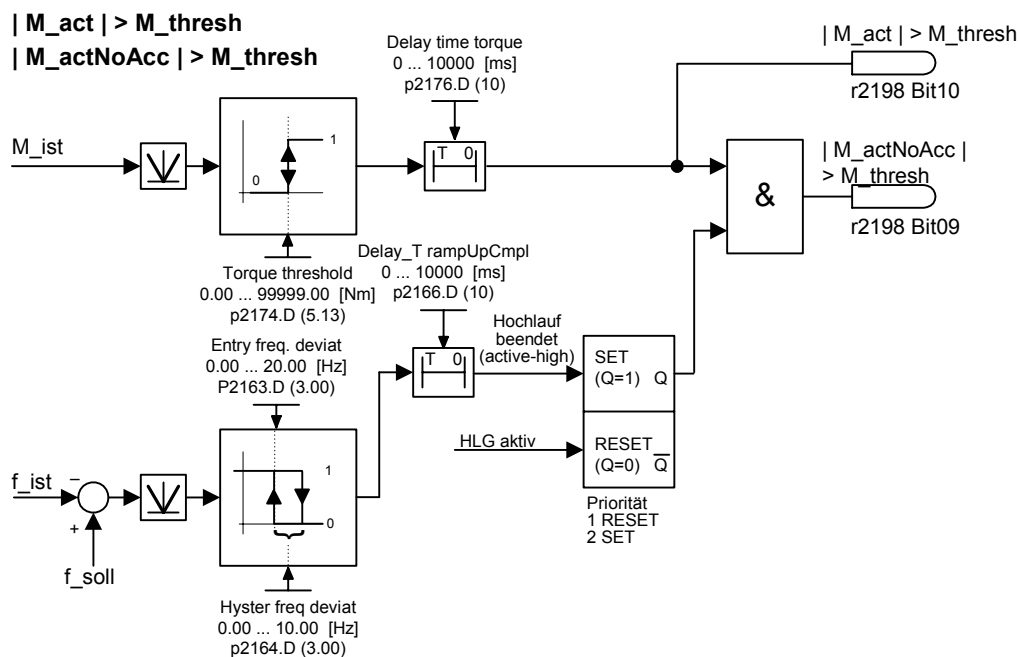 | M_act | > M_thresh
| M_actNoAcc | > M_thresh
Delay time torque
0 ... 10000 [ms]
p2176.D (10)
| M_act | > M_thresh
r2198 Bit10
M_ist
1
0
T 0
| M_actNoAcc |
> M_thresh
&
r2198 Bit09
Torque threshold
0.00 ... 99999.00 [Nm]
p2174.D (5.13)
Delay_T rampUpCmpl
0 ... 10000 [ms]
p2166.D (10)
Entry freq. deviat
0.00 ... 20.00 [Hz]
P2163.D (3.00)
T 0
Hochlauf
beendet
(active-high)
SET
(Q=1) Q
HLG aktiv
RESET
(Q=0) Q
Priorität
1 RESET
2 SET
f_ist
–
+
f_soll
1
0
Hyster freq deviat
0.00 ... 10.00 [Hz]
p2164.D (3.00)